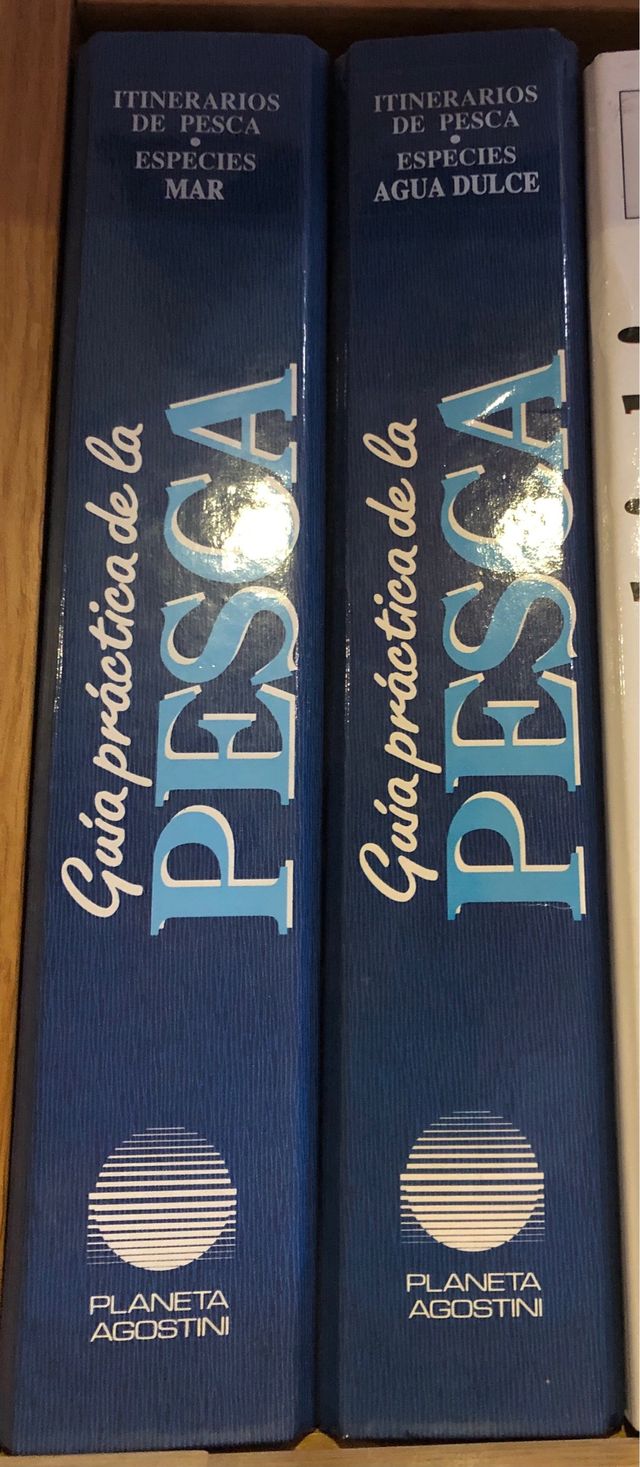 ITINERARIOS
DE PESCA
•
ESPECIES
MAR
Guía práctica de la
PESCA
PLANETA
AGOSTINI
ITINERARIOS
DE PESCA
•
ESPECIES
AGUA DULCE
Guía práctica de la
PESCA
PLANETA
AGOSTINI